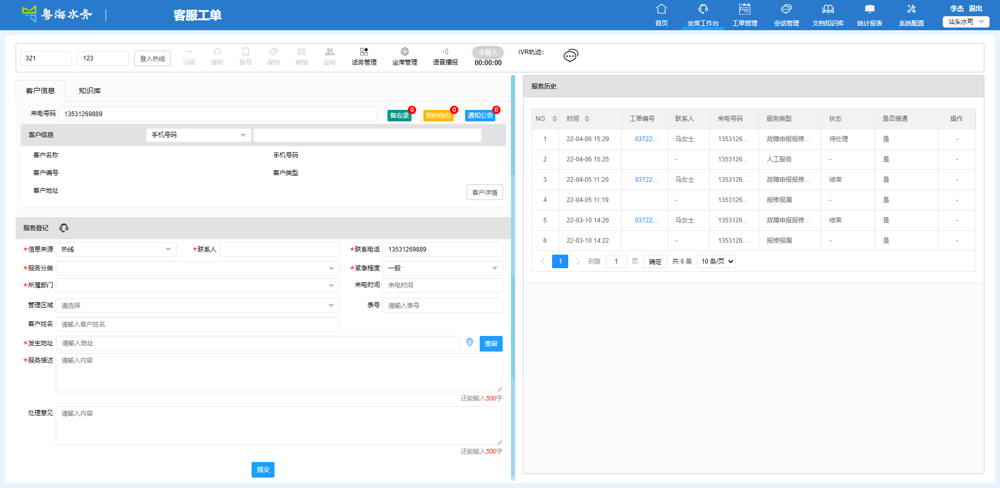 粤海水务
客服工单
首页
坐席工作台
工单管理
会话管理
文档知识库
统计报表
系统配置
李杰 退出
汕头水司
321
123
登入热线
示闲
接听
拨号
保持
转接
监听
话务管理
坐席管理
语音播报
未登入
00:00:00
IVR轨迹：
客户信息
知识库
来电号码
13531269889
备忘录
0
我的待办
0
通知公告
0
客户信息
手机号码
客户名称
手机号码
客户编号
客户类型
客户地址
客户详情
服务登记
*信息来源
热线
*联系人
*联系电话
13531269889
*服务分类
*紧急程度
一般
*所属部门
来电时间
来电时间
管理区域
请选择
表号
请输入表号
客户姓名
请输入客户姓名
*发生地址
请输入地址
查询
*服务描述
请输入内容
还能输入500字
处理意见
请输入内容
还能输入500字
提交
服务历史
NO. 时间 工单编号 联系人 来电号码 服务类型 状态 是否接通 操作
1 22-04-06 15:29 03722... 马女士 1353126... 故障申报报修... 待处理 是 -
2 22-04-06 15:25 - 1353126... 人工服务 - 是 -
3 22-04-05 11:20 03722... 马女士 1353126... 故障申报报修... 结束 是 -
4 22-04-05 11:19 - 1353126... 报修报漏 - 是 -
5 22-03-10 14:26 03722... 马女士 1353126... 故障申报报修... 结束 是 -
6 22-03-10 14:22 - 1353126... 报修报漏 - 是 -
1 到第 1 页 确定 共 6 条 10 条/页